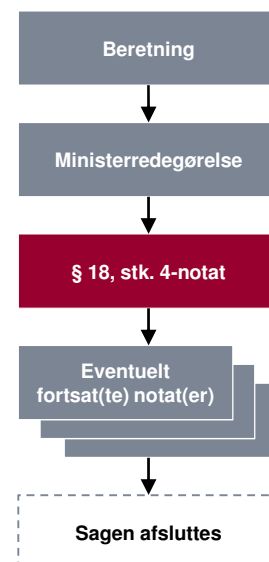 Beretning
Ministerredegørelse
§ 18, stk. 4-notat
Eventuelt
fortsat(te) notat(er)
Sagen afsluttes